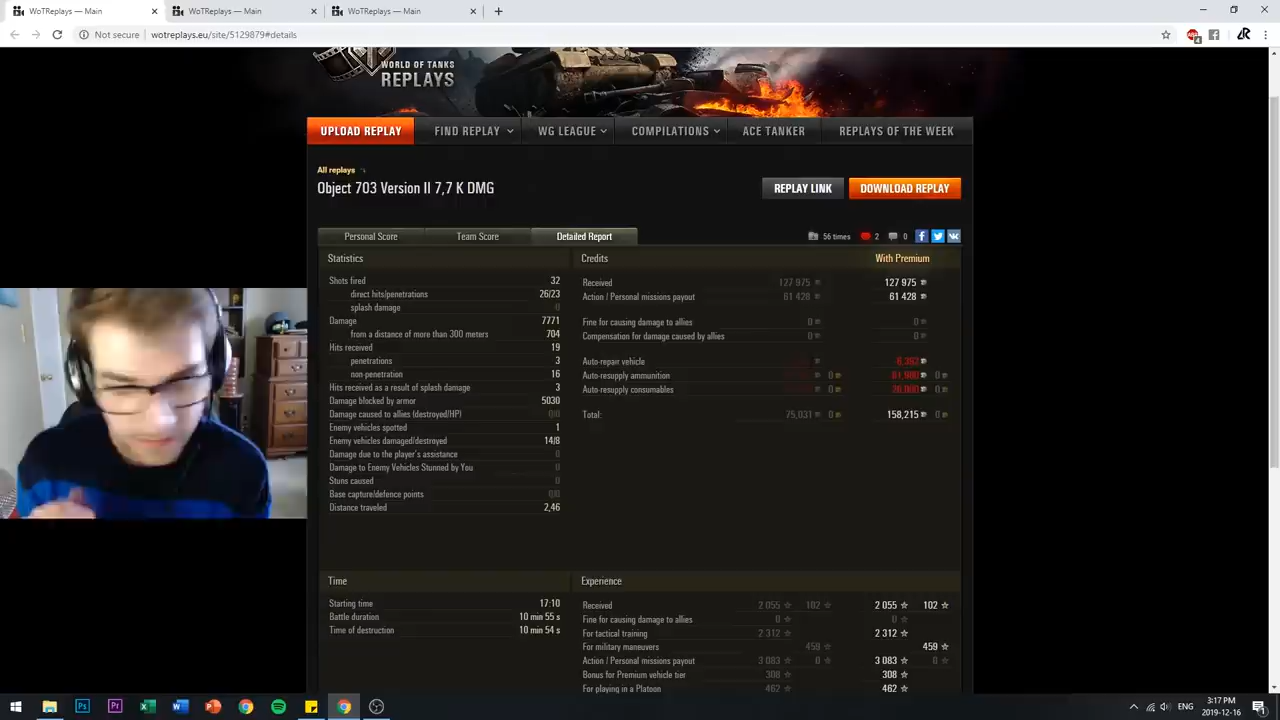 WoTReplays — Main
WoTReplays — Main
WoTReplays — Main
Not secure
wotreplays.eu/site/5129879#details
WORLD OF TANKS
REPLAYS
UPLOAD REPLAY
FIND REPLAY
WG LEAGUE
COMPILATIONS
ACE TANKER
REPLAYS OF THE WEEK
All replays
Object 703 Version II 7,7 K DMG
REPLAY LINK
DOWNLOAD REPLAY
Personal Score
Team Score
Detailed Report
56 times
2
0
Statistics
Shots fired 32
direct hits/penetrations 26/23
splash damage 0
Damage 7771
from a distance of more than 300 meters 704
Hits received 19
penetrations 3
non-penetration 16
Hits received as a result of splash damage 3
Damage blocked by armor 5030
Damage caused to allies (destroyed/HP) 0/0
Enemy vehicles spotted 1
Enemy vehicles damaged/destroyed 14/8
Damage due to the player's assistance 0
Damage to Enemy Vehicles Stunned by You 0
Stuns caused 0
Base capture/defence points 0/0
Distance traveled 2,46
Credits With Premium
Received 127 975 127 975
Action / Personal missions payout 61 428 61 428
Fine for causing damage to allies 0 0
Compensation for damage caused by allies 0 0
Auto-repair vehicle
Auto-resupply ammunition 0 0
Auto-resupply consumables 0 0
Total: 75,031 0 158,215 0
Time
Starting time 17:10
Battle duration 10 min 55 s
Time of destruction 10 min 54 s
Experience
Received 2 055 102 2 055 102
Fine for causing damage to allies 0 0
For tactical training 2 312 2 312
For military maneuvers 459 459
Action / Personal missions payout 3 083 0 3 083 0
Bonus for Premium vehicle tier 308 308
For playing in a Platoon 462 462
ENG
3:17 PM
2019-12-16